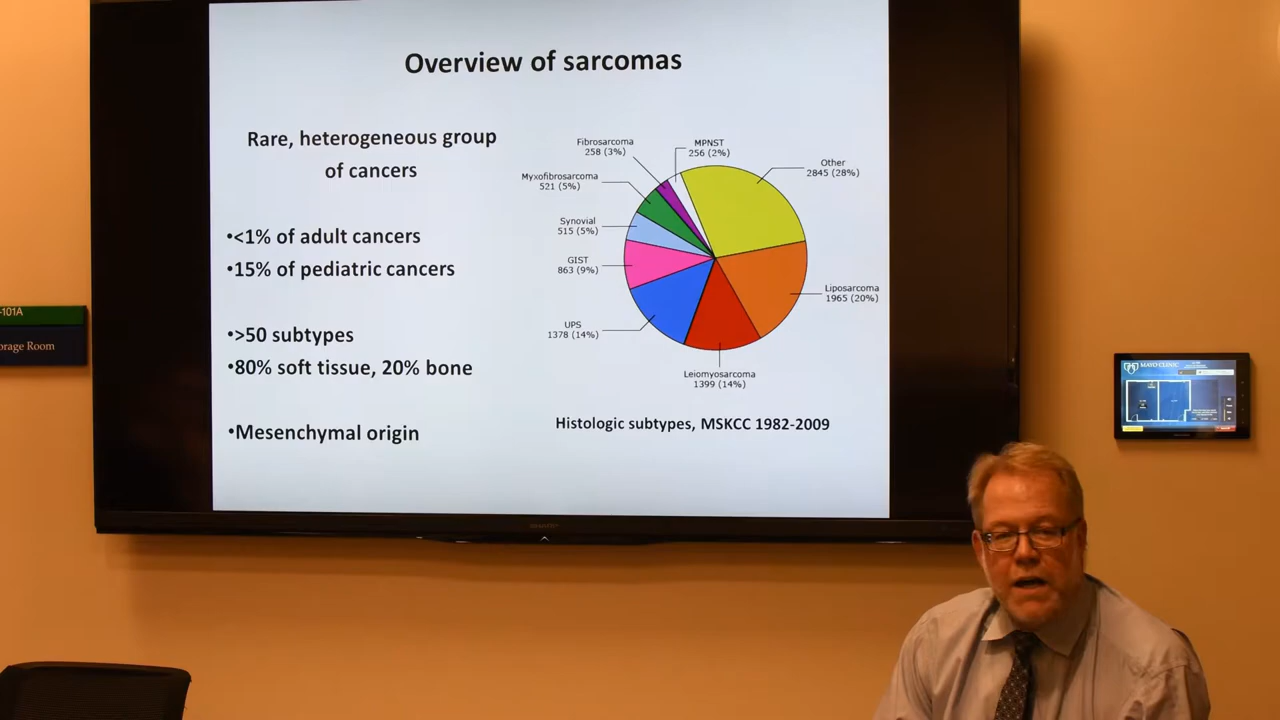 Overview of sarcomas
Rare, heterogeneous group
of cancers
•<1% of adult cancers
•15% of pediatric cancers
•>50 subtypes
•80% soft tissue, 20% bone
•Mesenchymal origin
Fibrosarcoma
258 (3%)
MPNST
256 (2%)
Other
2845 (28%)
Myxofibrosarcoma
521 (5%)
Synovial
515 (5%)
GIST
863 (9%)
Liposarcoma
1965 (20%)
UPS
1378 (14%)
Leiomyosarcoma
1399 (14%)
Histologic subtypes, MSKCC 1982-2009
-101A
orage Room
MAYO CLINIC